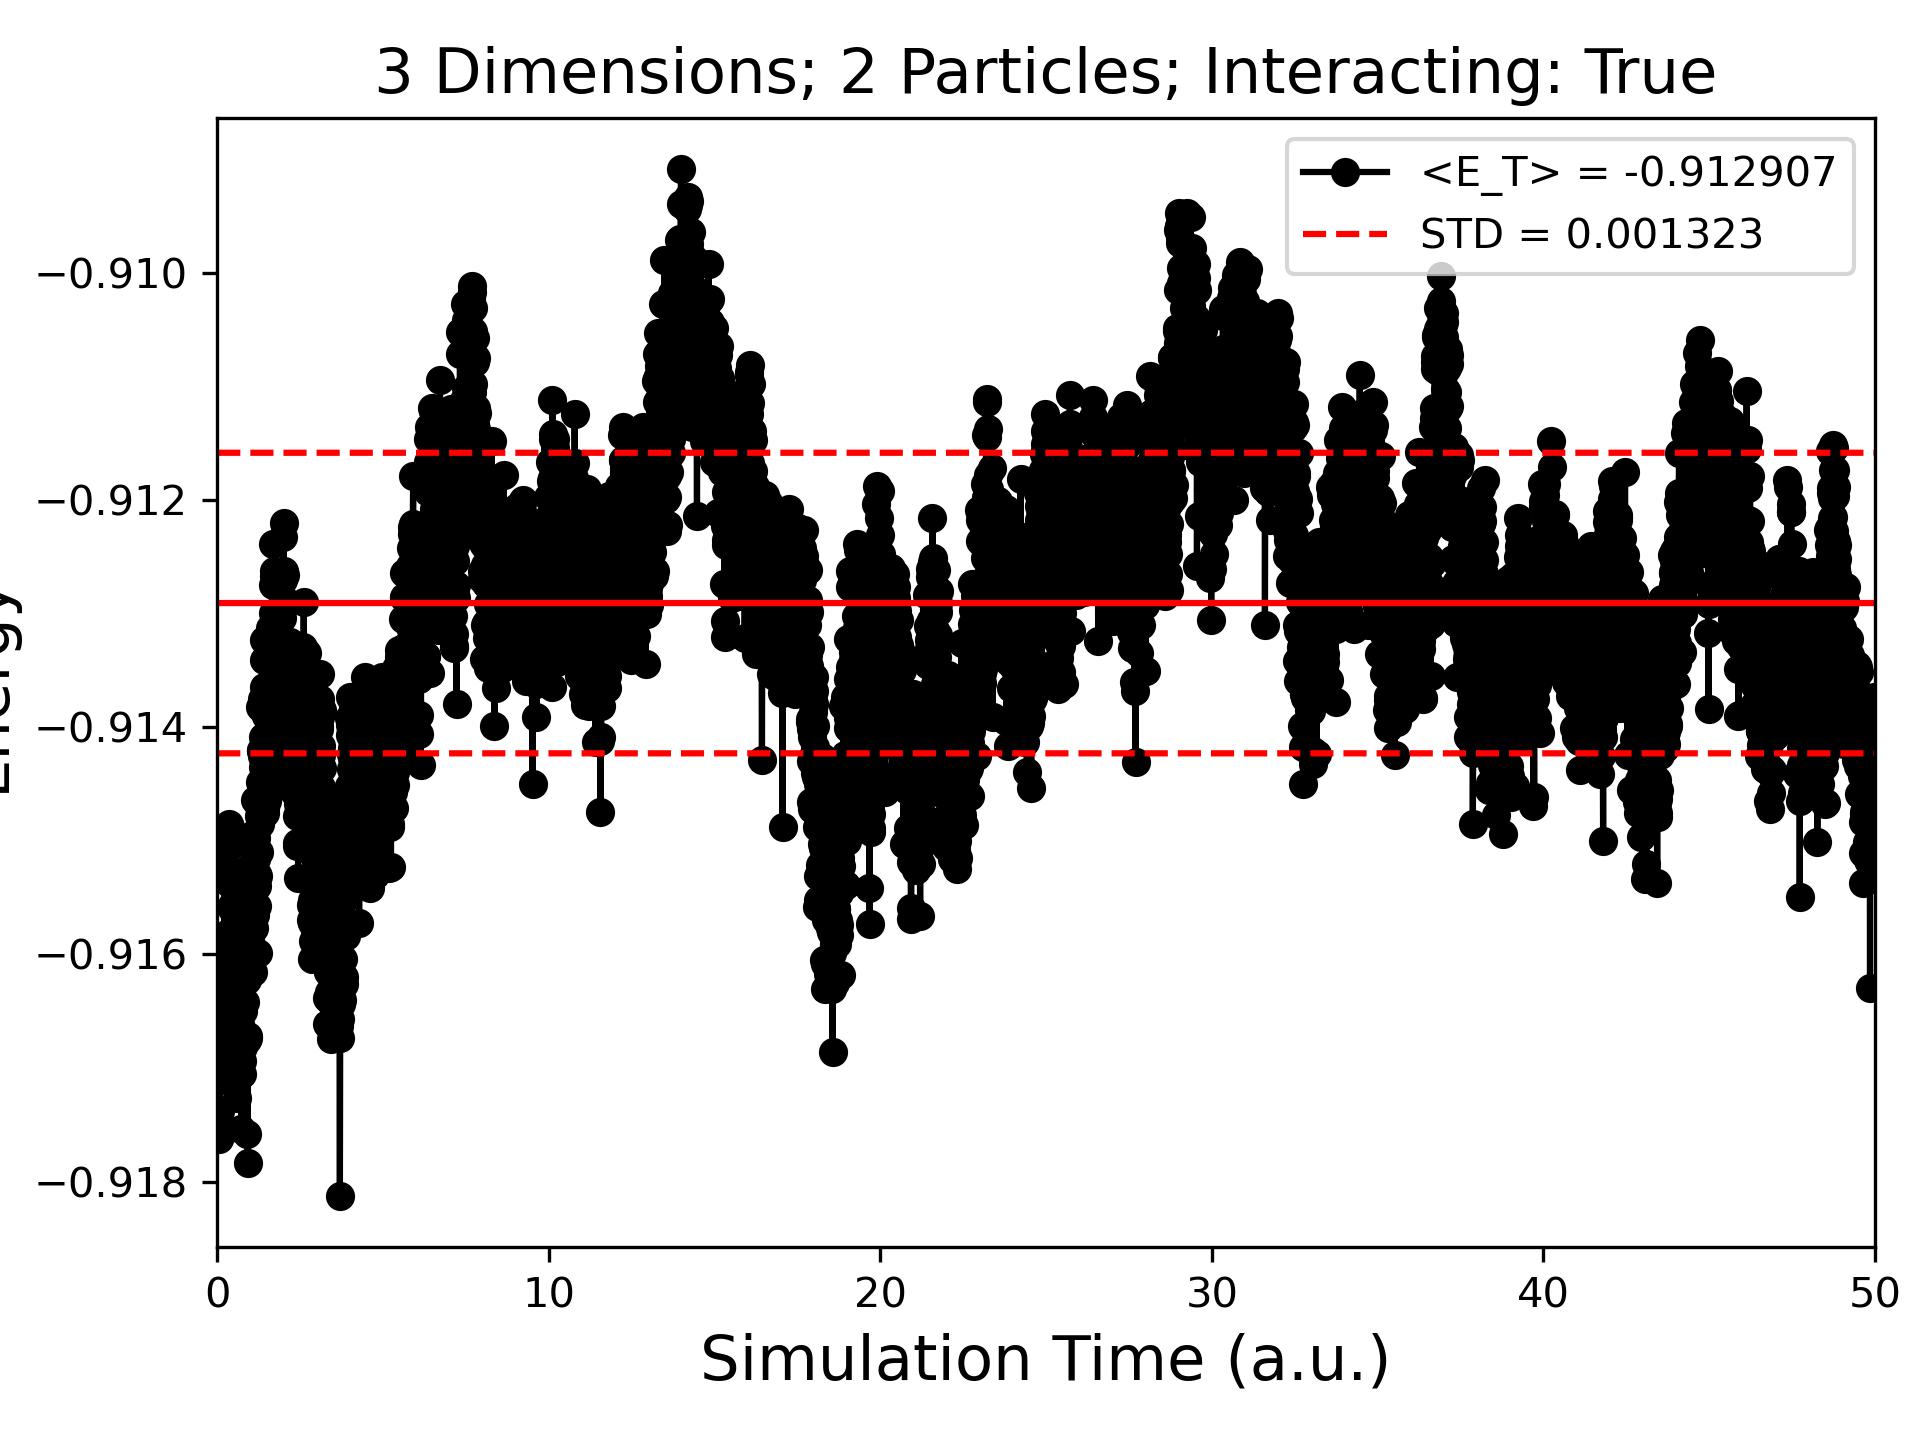 3 Dimensions; 2 Particles; Interacting: True
<E_T> = -0.912907
STD = 0.001323
−0.910
−0.912
−0.914
−0.916
−0.918
Energy
0 10 20 30 40 50
Simulation Time (a.u.)